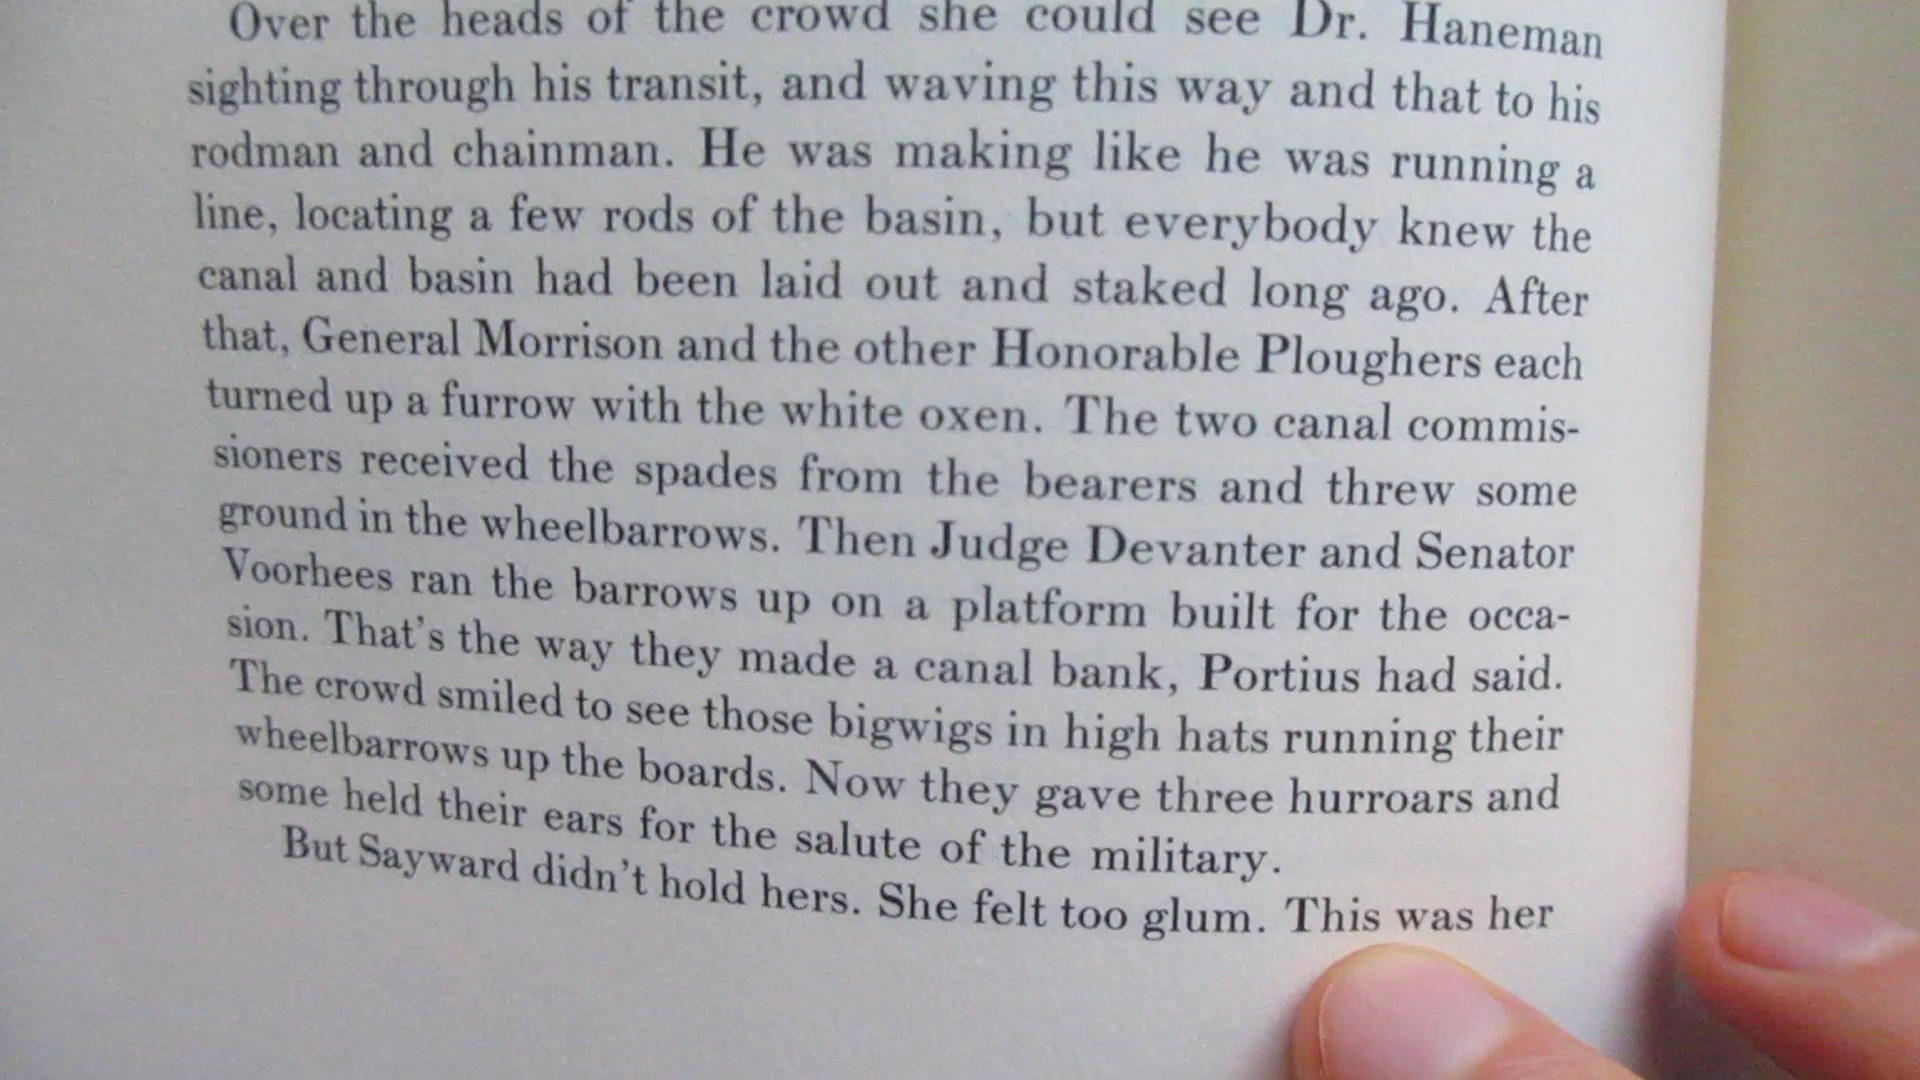 Over the heads of the crowd she could see Dr. Haneman
sighting through his transit, and waving this way and that to his
rodman and chainman. He was making like he was running a
line, locating a few rods of the basin, but everybody knew the
canal and basin had been laid out and staked long ago. After
that, General Morrison and the other Honorable Ploughers each
turned up a furrow with the white oxen. The two canal commis-
sioners received the spades from the bearers and threw some
ground in the wheelbarrows. Then Judge Devanter and Senator
Voorhees ran the barrows up on a platform built for the occa-
sion. That's the way they made a canal bank, Portius had said.
The crowd smiled to see those bigwigs in high hats running their
wheelbarrows up the boards. Now they gave three hurroars and
some held their ears for the salute of the military.
But Sayward didn't hold hers. She felt too glum. This was her